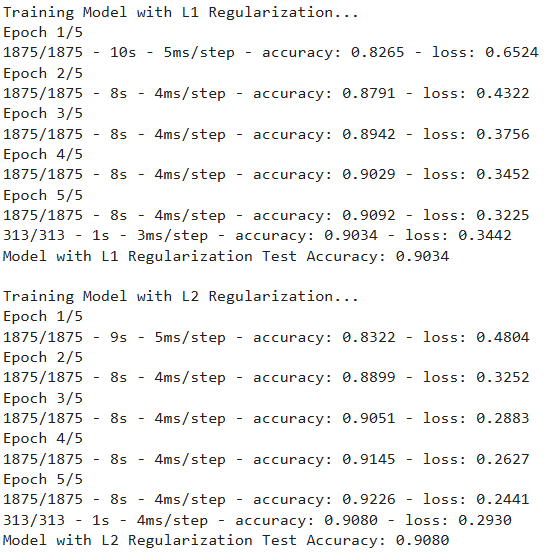 Training Model with L1 Regularization...
Epoch 1/5
1875/1875 - 10s - 5ms/step - accuracy: 0.8265 - loss: 0.6524
Epoch 2/5
1875/1875 - 8s - 4ms/step - accuracy: 0.8791 - loss: 0.4322
Epoch 3/5
1875/1875 - 8s - 4ms/step - accuracy: 0.8942 - loss: 0.3756
Epoch 4/5
1875/1875 - 8s - 4ms/step - accuracy: 0.9029 - loss: 0.3452
Epoch 5/5
1875/1875 - 8s - 4ms/step - accuracy: 0.9092 - loss: 0.3225
313/313 - 1s - 3ms/step - accuracy: 0.9034 - loss: 0.3442
Model with L1 Regularization Test Accuracy: 0.9034

Training Model with L2 Regularization...
Epoch 1/5
1875/1875 - 9s - 5ms/step - accuracy: 0.8322 - loss: 0.4804
Epoch 2/5
1875/1875 - 8s - 4ms/step - accuracy: 0.8899 - loss: 0.3252
Epoch 3/5
1875/1875 - 8s - 4ms/step - accuracy: 0.9051 - loss: 0.2883
Epoch 4/5
1875/1875 - 8s - 4ms/step - accuracy: 0.9145 - loss: 0.2627
Epoch 5/5
1875/1875 - 8s - 4ms/step - accuracy: 0.9226 - loss: 0.2441
313/313 - 1s - 4ms/step - accuracy: 0.9080 - loss: 0.2930
Model with L2 Regularization Test Accuracy: 0.9080